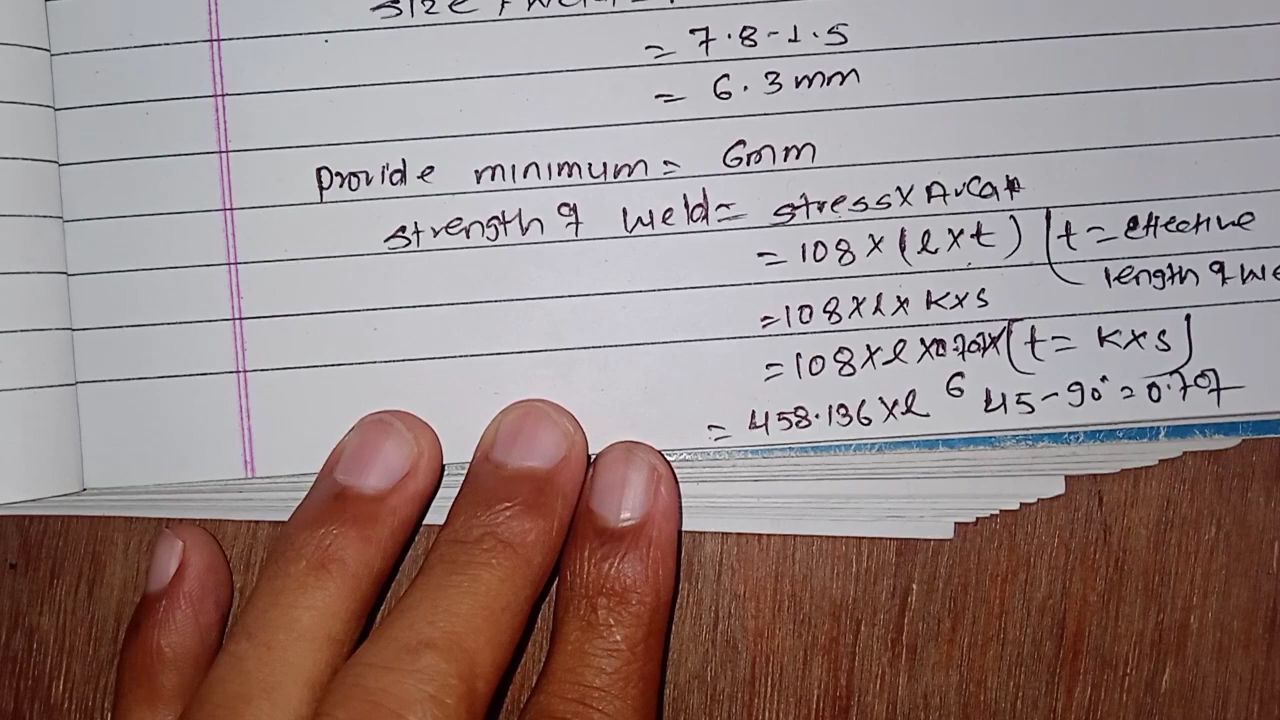 = 7.8-1.5
= 6.3 mm
Provide minimum = 6mm
strength of weld = stress x Area
= 108 x (l x t) (t = effective
length of we
= 108 x l x k x s
= 108 x l x 0.707 x (t = k x s)
6
= 458.136 x l 45-90° = 0.707